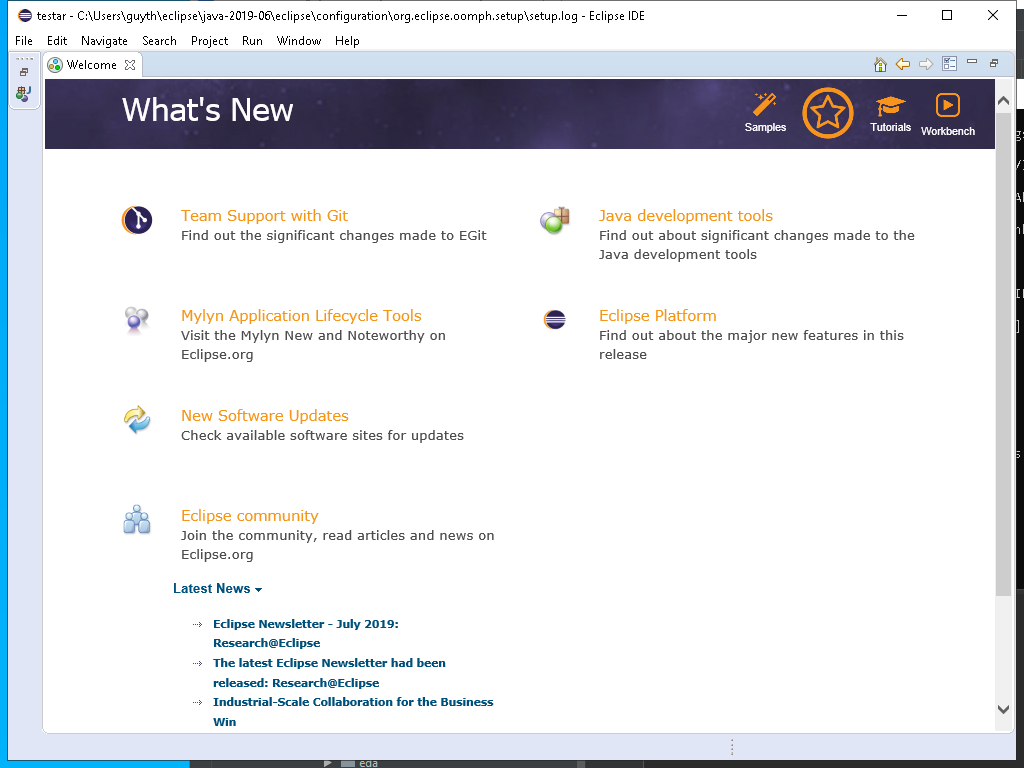 testar - C:\Users\guyth\eclipse\java-2019-06\eclipse\configuration\org.eclipse.oomph.setup\setup.log - Eclipse IDE
File Edit Navigate Search Project Run Window Help
Welcome
What's New
Samples
Tutorials
Workbench
Team Support with Git
Find out the significant changes made to EGit
Java development tools
Find out about significant changes made to the
Java development tools
Mylyn Application Lifecycle Tools
Visit the Mylyn New and Noteworthy on
Eclipse.org
Eclipse Platform
Find out about the major new features in this
release
New Software Updates
Check available software sites for updates
Eclipse community
Join the community, read articles and news on
Eclipse.org
Latest News
Eclipse Newsletter - July 2019:
Research@Eclipse
The latest Eclipse Newsletter had been
released: Research@Eclipse
Industrial-Scale Collaboration for the Business
Win
eda